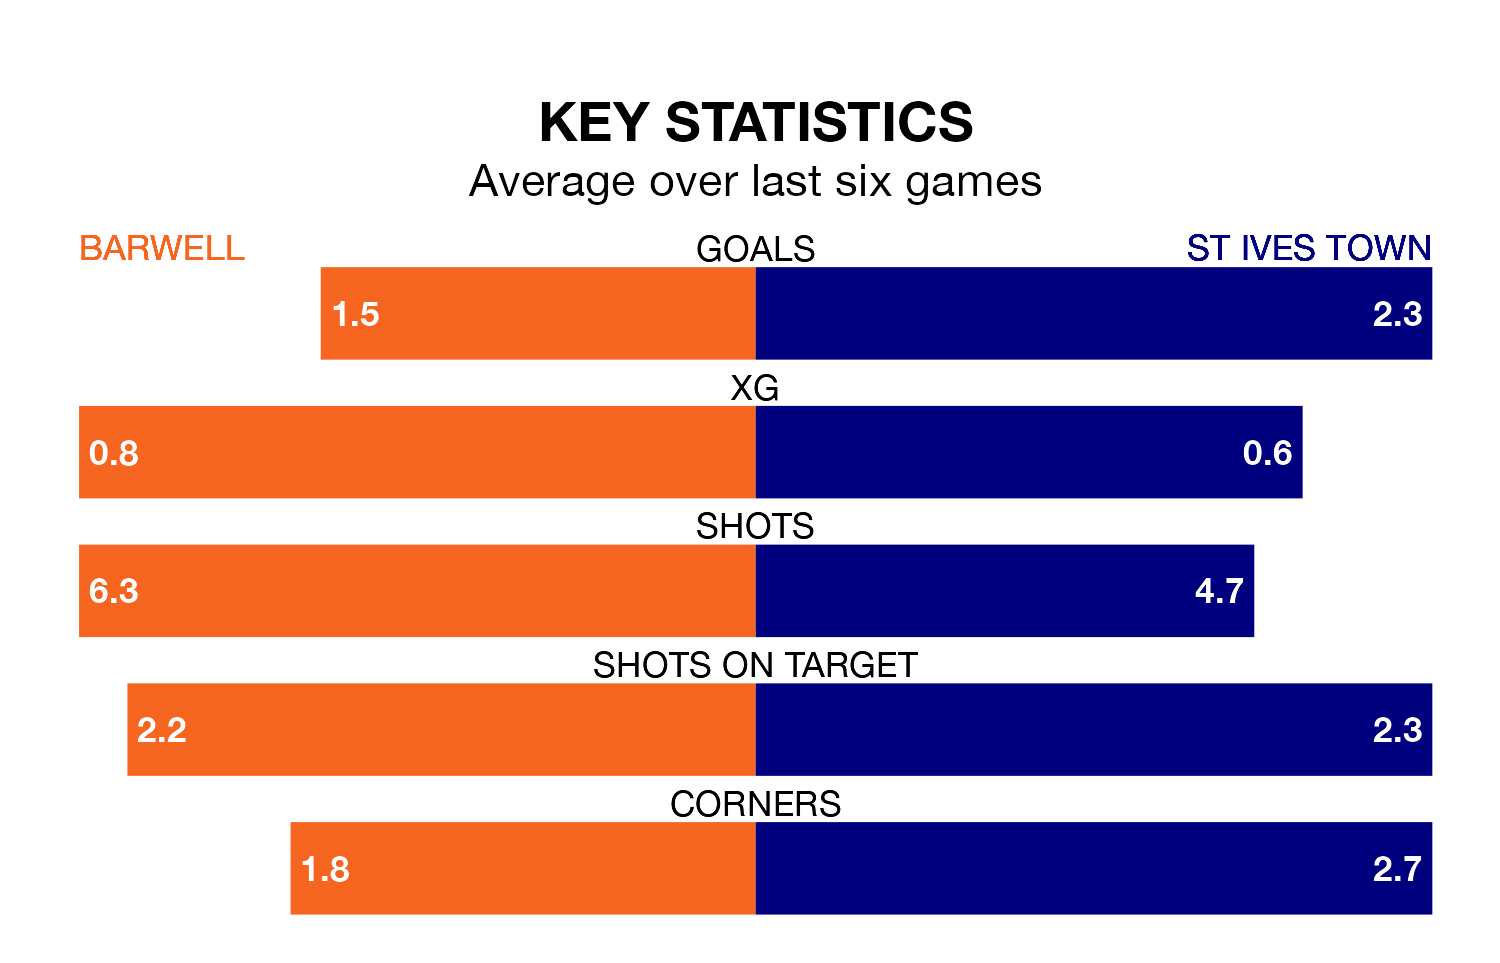 KEY STATISTICS
Average over last six games
BARWELL GOALS ST IVES TOWN
1.5 2.3
XG
0.8 0.6
SHOTS
6.3 4.7
SHOTS ON TARGET
2.2 2.3
CORNERS
1.8 2.7